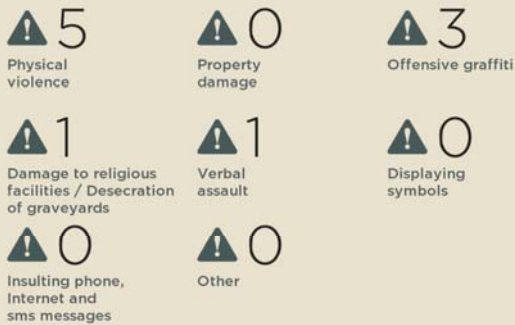 5
Physical
violence
0
Property
damage
3
Offensive graffiti
1
Damage to religious
facilities / Desecration
of graveyards
1
Verbal
assault
0
Displaying
symbols
0
Insulting phone,
Internet and
sms messages
0
Other